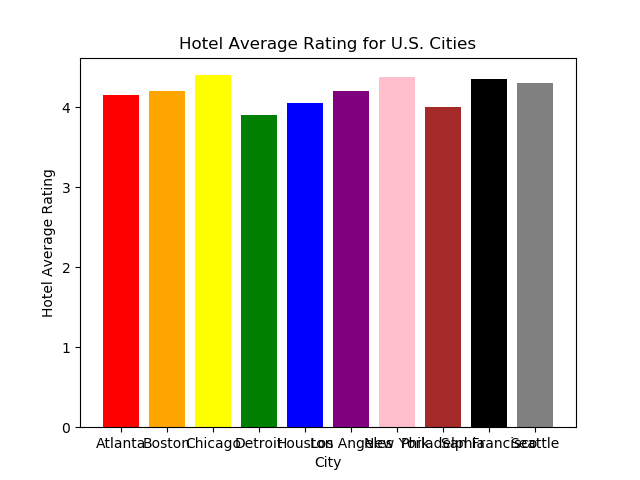 Hotel Average Rating for U.S. Cities
Hotel Average Rating
4
3
2
1
0
Atlanta Boston Chicago Detroit Houston Los Angeles New York Philadelphia San Francisco Seattle
City